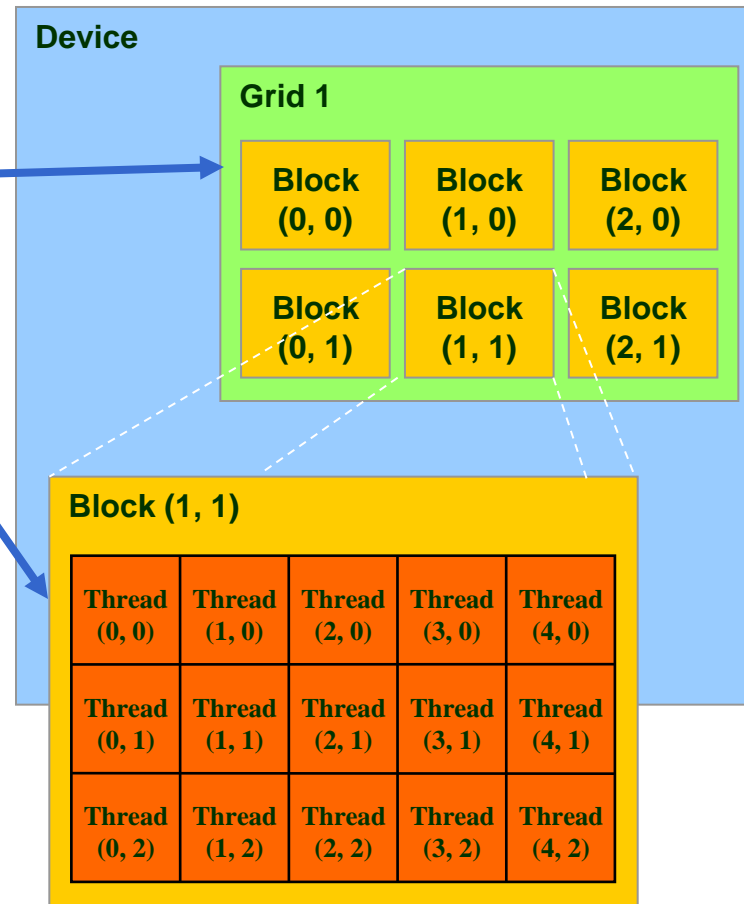 Device
Grid 1
Block
(0, 0)
Block
(1, 0)
Block
(2, 0)
Block
(0, 1)
Block
(1, 1)
Block
(2, 1)
Block (1, 1)
Thread
(0, 0)
Thread
(1, 0)
Thread
(2, 0)
Thread
(3, 0)
Thread
(4, 0)
Thread
(0, 1)
Thread
(1, 1)
Thread
(2, 1)
Thread
(3, 1)
Thread
(4, 1)
Thread
(0, 2)
Thread
(1, 2)
Thread
(2, 2)
Thread
(3, 2)
Thread
(4, 2)